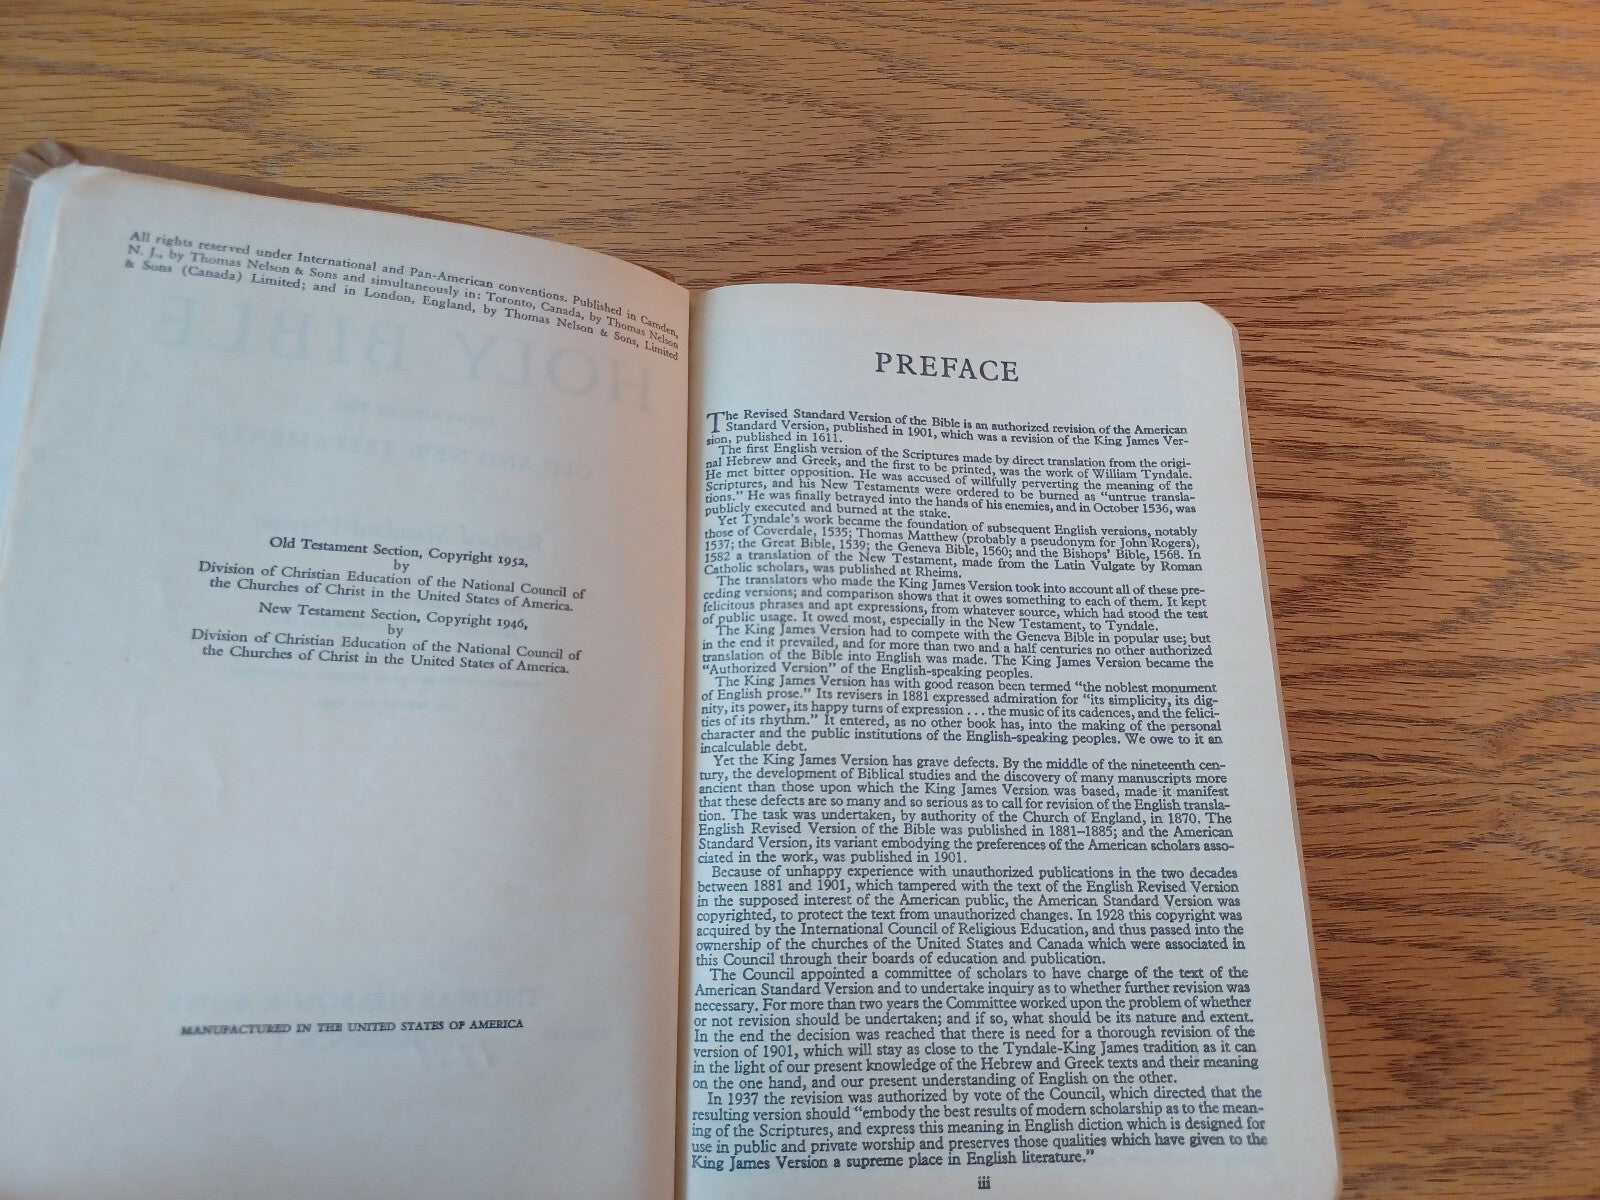 All rights reserved under International and Pan-American conventions. Published in Camden,
N. J., by Thomas Nelson & Sons and simultaneously in: Toronto, Canada, by Thomas Nelson
& Sons (Canada) Limited; and in London, England, by Thomas Nelson & Sons, Limited
HOLY BIBLE
CONTAINING THE
OLD AND NEW TESTAMENTS
Old Testament Section, Copyright 1952,
by
Division of Christian Education of the National Council of
the Churches of Christ in the United States of America.
New Testament Section, Copyright 1946,
by
Division of Christian Education of the National Council of
the Churches of Christ in the United States of America.
MANUFACTURED IN THE UNITED STATES OF AMERICA
PREFACE
The Revised Standard Version of the Bible is an authorized revision of the American
Standard Version, published in 1901, which was a revision of the King James Ver-
sion, published in 1611.
The first English version of the Scriptures made by direct translation from the origi-
nal Hebrew and Greek, and the first to be printed, was the work of William Tyndale.
He met bitter opposition. He was accused of willfully perverting the meaning of the
Scriptures, and his New Testaments were ordered to be burned as “untrue transla-
tions.” He was finally betrayed into the hands of his enemies, and in October 1536, was
publicly executed and burned at the stake.
Yet Tyndale's work became the foundation of subsequent English versions, notably
those of Coverdale, 1535; Thomas Matthew (probably a pseudonym for John Rogers),
1537; the Great Bible, 1539; the Geneva Bible, 1560; and the Bishops' Bible, 1568. In
1582 a translation of the New Testament, made from the Latin Vulgate by Roman
Catholic scholars, was published at Rheims.
The translators who made the King James Version took into account all of these pre-
ceding versions; and comparison shows that it owes something to each of them. It kept
felicitous phrases and apt expressions, from whatever source, which had stood the test
of public usage. It owed most, especially in the New Testament, to Tyndale.
The King James Version had to compete with the Geneva Bible in popular use; but
in the end it prevailed, and for more than two and a half centuries no other authorized
translation of the Bible into English was made. The King James Version became the
“Authorized Version” of the English-speaking peoples.
The King James Version has with good reason been termed “the noblest monument
of English prose.” Its revisers in 1881 expressed admiration for “its simplicity, its dig-
nity, its power, its happy turns of expression . . . the music of its cadences, and the felici-
ties of its rhythm.” It entered, as no other book has, into the making of the personal
character and the public institutions of the English-speaking peoples. We owe to it an
incalculable debt.
Yet the King James Version has grave defects. By the middle of the nineteenth cen-
tury, the development of Biblical studies and the discovery of many manuscripts more
ancient than those upon which the King James Version was based, made it manifest
that these defects are so many and so serious as to call for revision of the English transla-
tion. The task was undertaken, by authority of the Church of England, in 1870. The
English Revised Version of the Bible was published in 1881–1885; and the American
Standard Version, its variant embodying the preferences of the American scholars asso-
ciated in the work, was published in 1901.
Because of unhappy experience with unauthorized publications in the two decades
between 1881 and 1901, which tampered with the text of the English Revised Version
in the supposed interest of the American public, the American Standard Version was
copyrighted, to protect the text from unauthorized changes. In 1928 this copyright was
acquired by the International Council of Religious Education, and thus passed into the
ownership of the churches of the United States and Canada which were associated in
this Council through their boards of education and publication.
The Council appointed a committee of scholars to have charge of the text of the
American Standard Version and to undertake inquiry as to whether further revision was
necessary. For more than two years the Committee worked upon the problem of whether
or not revision should be undertaken; and if so, what should be its nature and extent.
In the end the decision was reached that there is need for a thorough revision of the
version of 1901, which will stay as close to the Tyndale-King James tradition as it can
in the light of our present knowledge of the Hebrew and Greek texts and their meaning
on the one hand, and our present understanding of English on the other.
In 1937 the revision was authorized by vote of the Council, which directed that the
resulting version should “embody the best results of modern scholarship as to the mean-
ing of the Scriptures, and express this meaning in English diction which is designed for
use in public and private worship and preserves those qualities which have given to the
King James Version a supreme place in English literature.”
iii